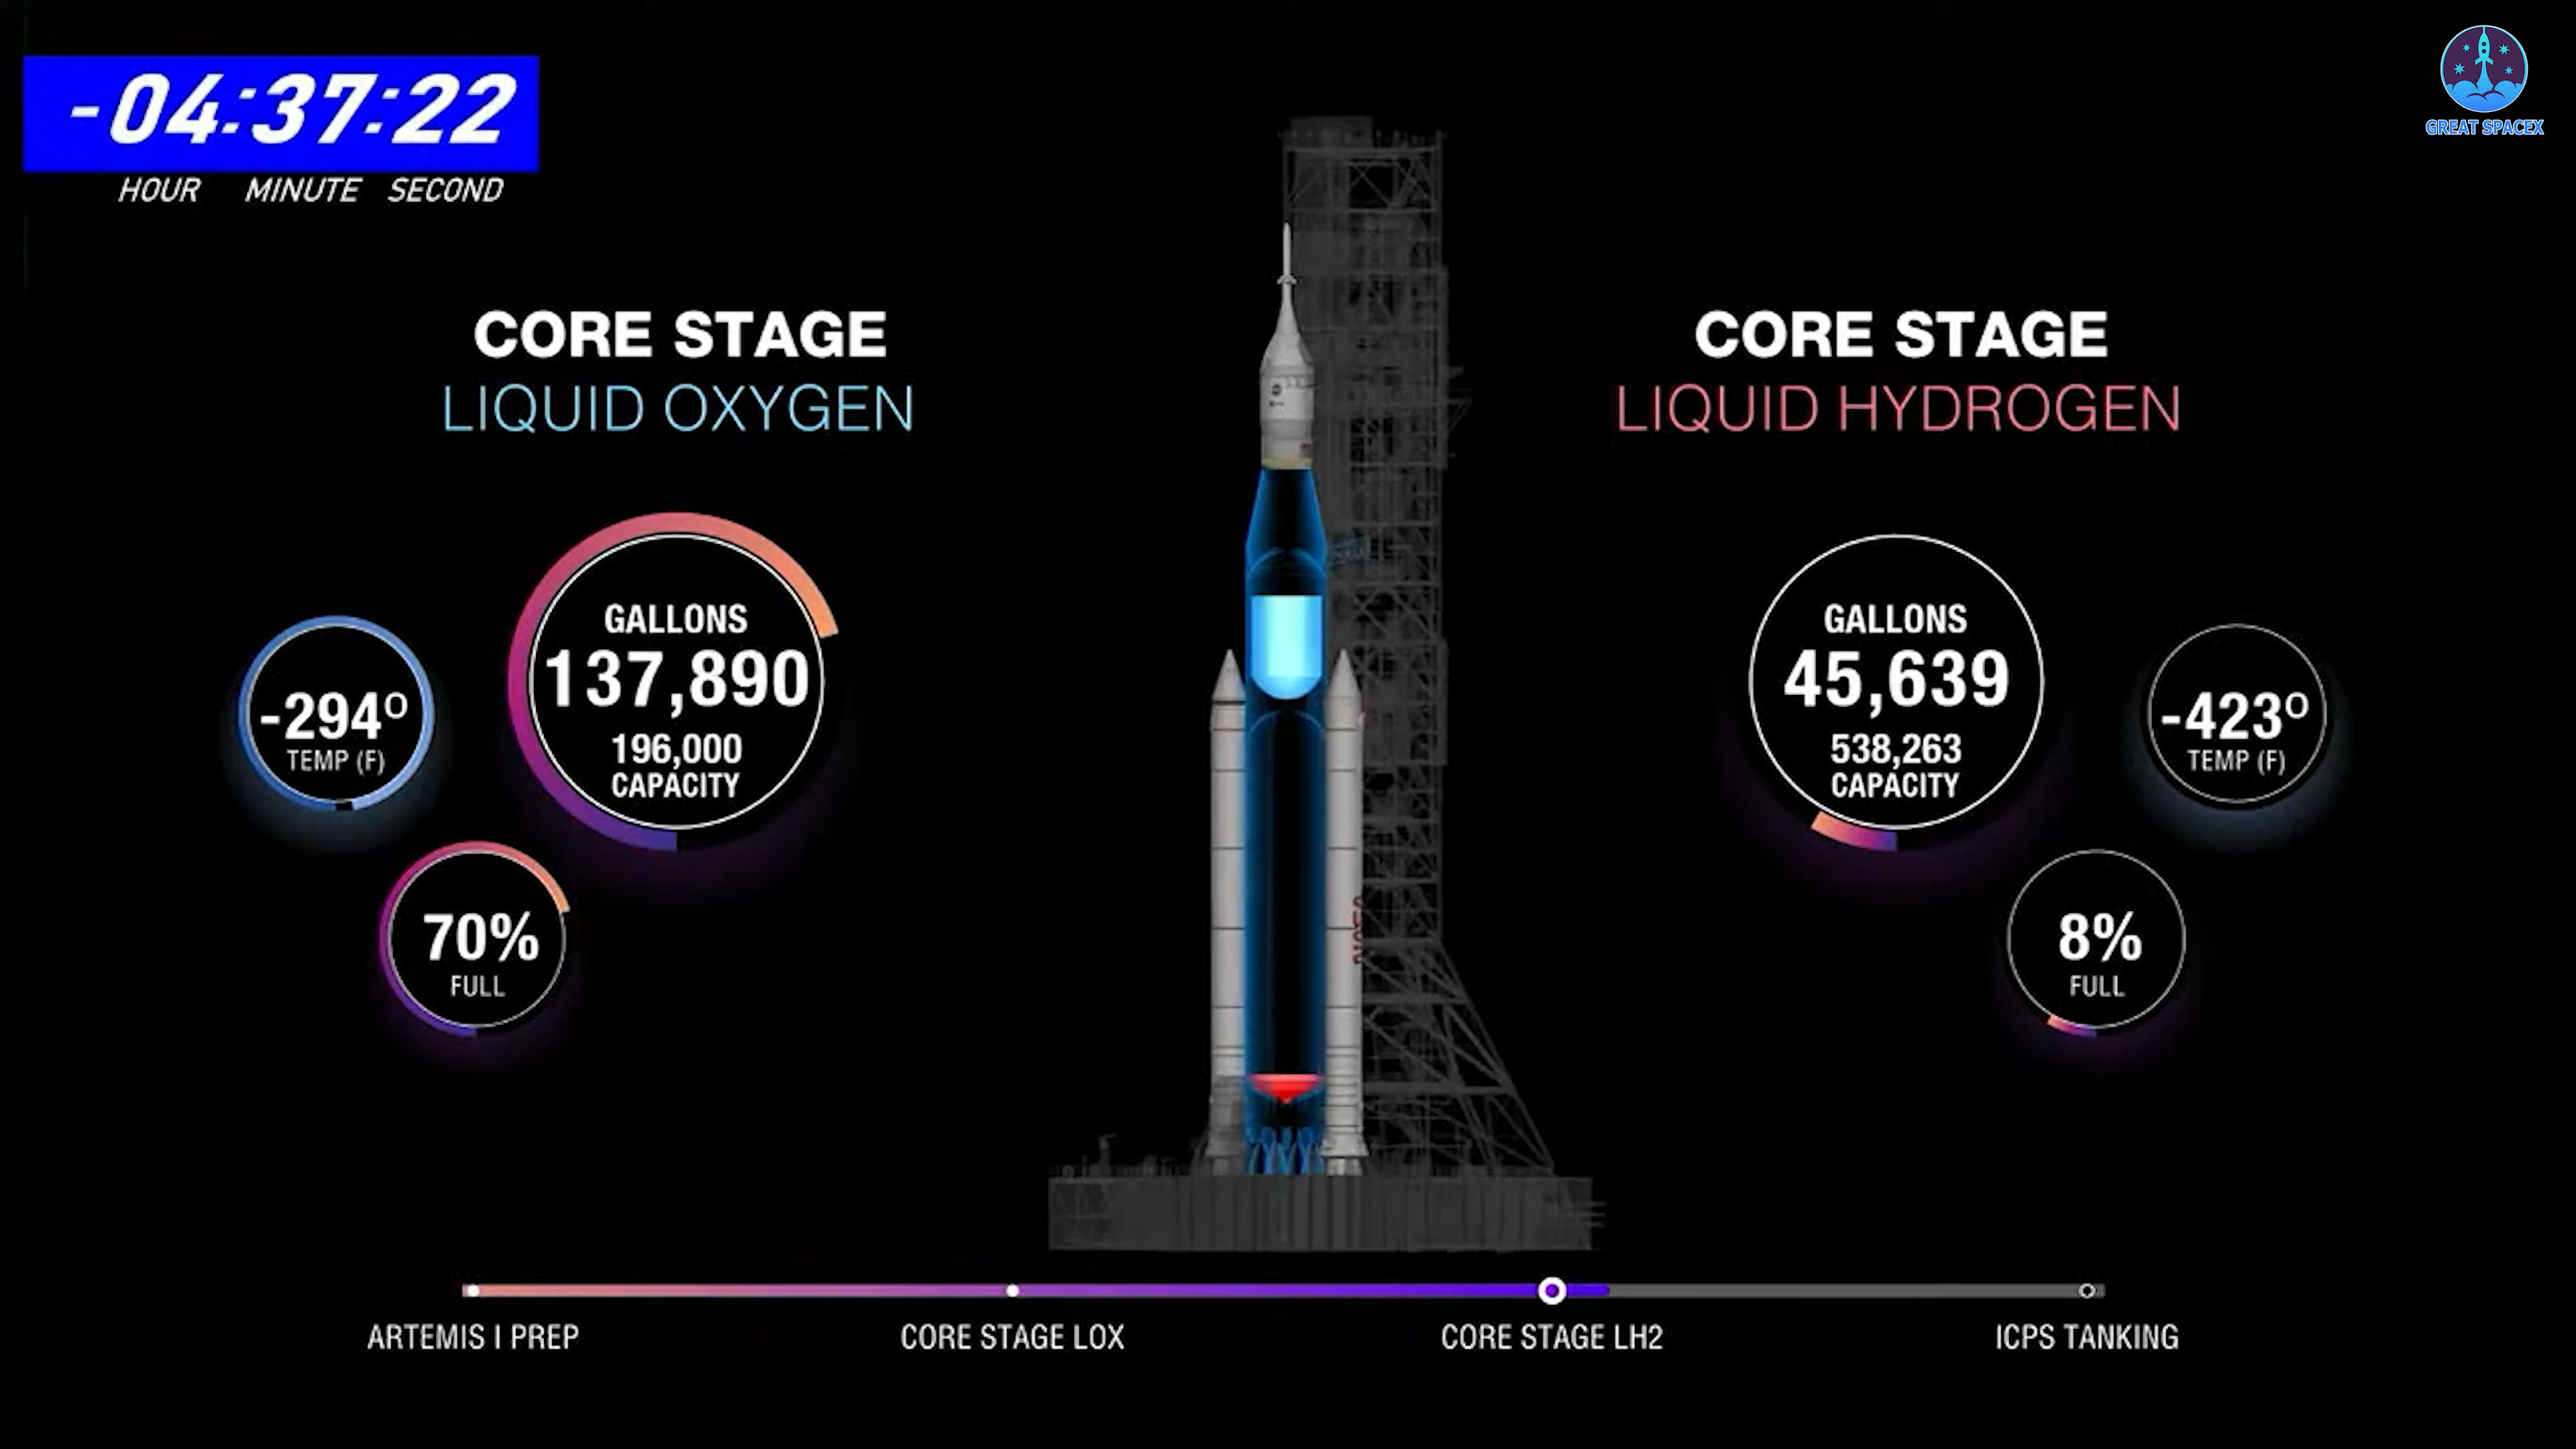 -04:37:22
HOUR MINUTE SECOND
GREAT SPACEX
CORE STAGE
LIQUID OXYGEN
GALLONS
137,890
196,000
CAPACITY
-294°
TEMP (F)
70%
FULL
CORE STAGE
LIQUID HYDROGEN
GALLONS
45,639
538,263
CAPACITY
-423°
TEMP (F)
8%
FULL
ARTEMIS I PREP
CORE STAGE LOX
CORE STAGE LH2
ICPS TANKING